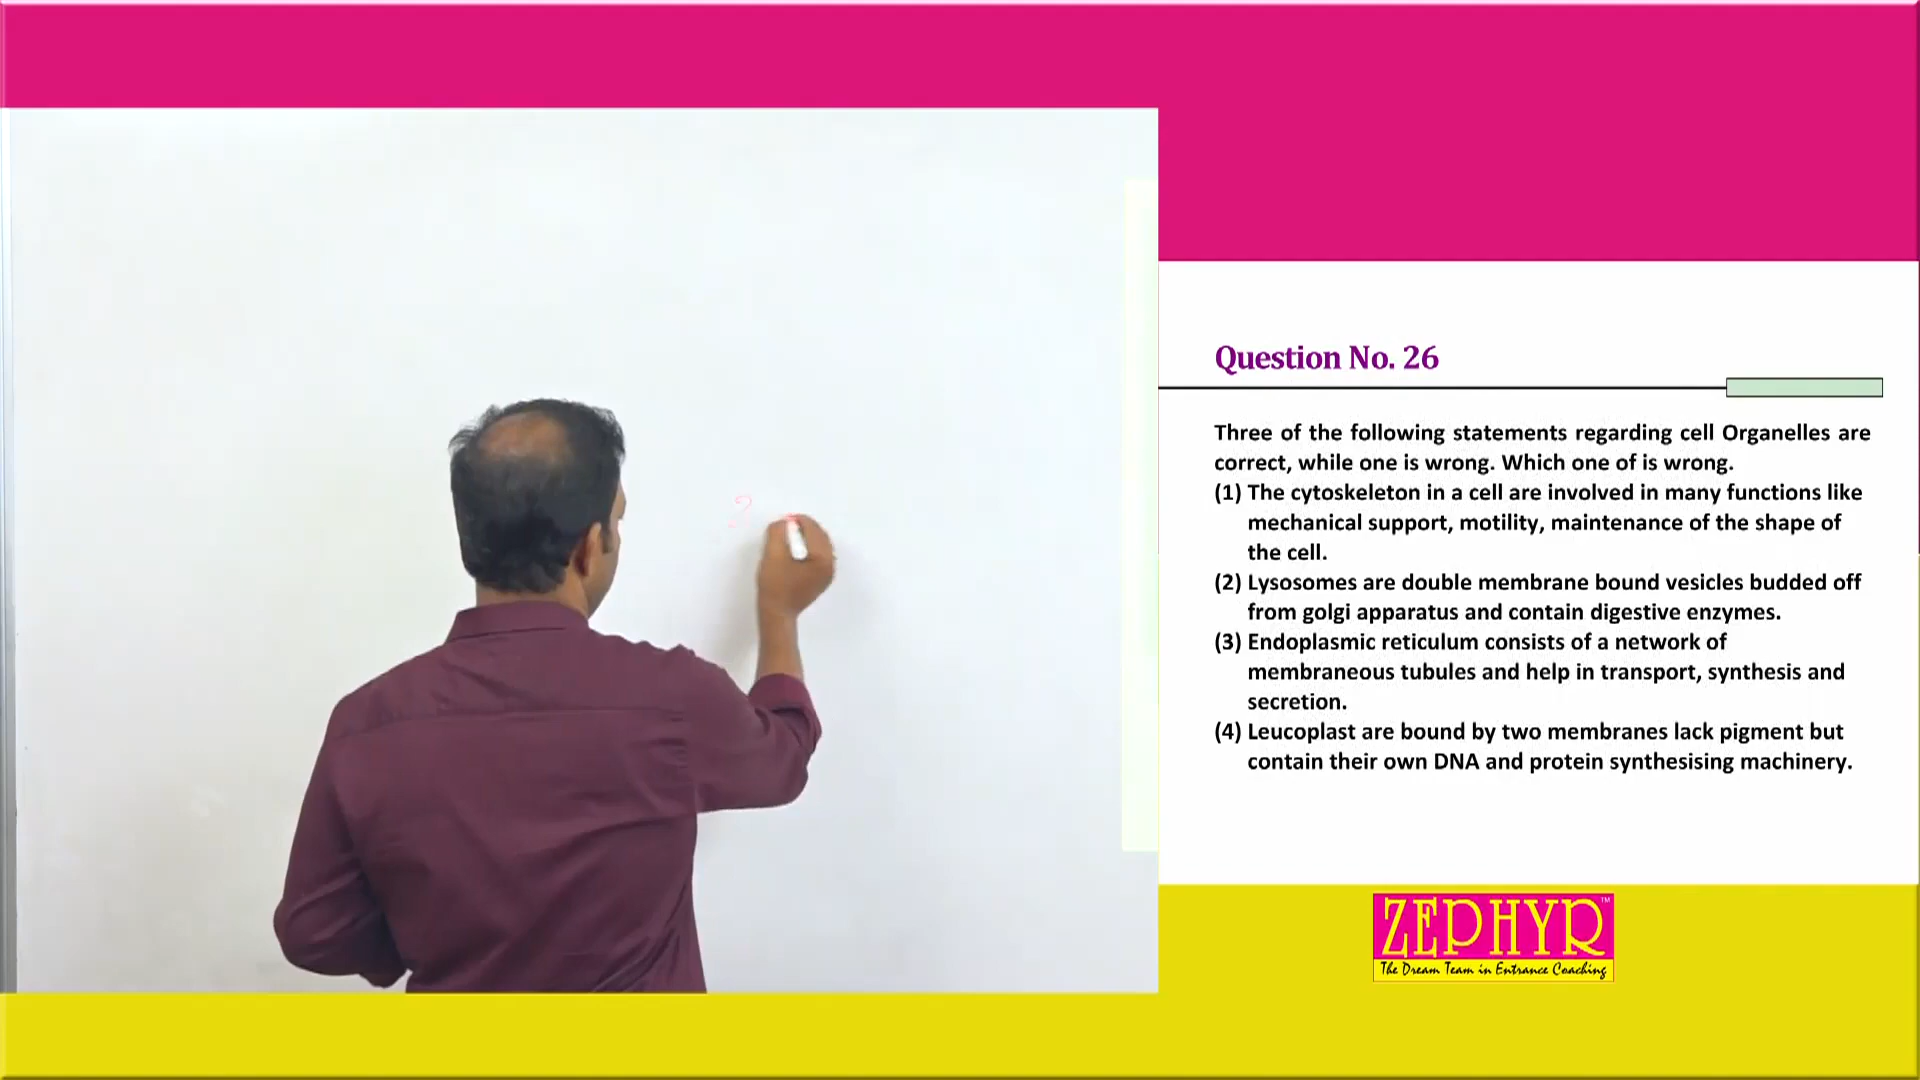 Question No. 26
Three of the following statements regarding cell Organelles are
correct, while one is wrong. Which one of is wrong.
(1) The cytoskeleton in a cell are involved in many functions like
mechanical support, motility, maintenance of the shape of
the cell.
(2) Lysosomes are double membrane bound vesicles budded off
from golgi apparatus and contain digestive enzymes.
(3) Endoplasmic reticulum consists of a network of
membraneous tubules and help in transport, synthesis and
secretion.
(4) Leucoplast are bound by two membranes lack pigment but
contain their own DNA and protein synthesising machinery.
ZEPHYR™
The Dream Team in Entrance Coaching